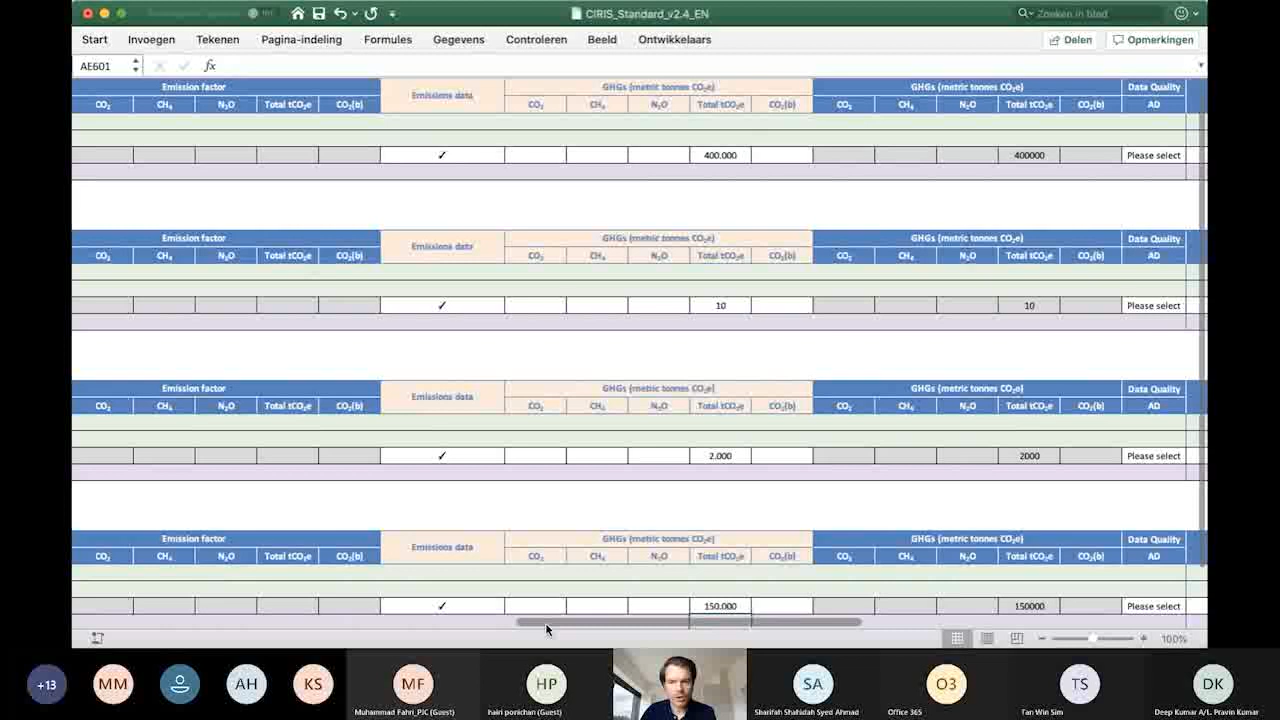 CIRIS_Standard_v2.4_EN
Zoeken in blad
Start Invoegen Tekenen Pagina-indeling Formules Gegevens Controleren Beeld Ontwikkelaars Delen Opmerkingen
AE601 fx
Emission factor Emissions data GHGs (metric tonnes CO₂e) GHGs (metric tonnes CO₂e) Data Quality
CO₂ CH₄ N₂O Total tCO₂e CO₂(b) CO₂ CH₄ N₂O Total tCO₂e CO₂(b) CO₂ CH₄ N₂O Total tCO₂e CO₂(b) AD
✓ 400.000 400000 Please select
Emission factor Emissions data GHGs (metric tonnes CO₂e) GHGs (metric tonnes CO₂e) Data Quality
CO₂ CH₄ N₂O Total tCO₂e CO₂(b) CO₂ CH₄ N₂O Total tCO₂e CO₂(b) CO₂ CH₄ N₂O Total tCO₂e CO₂(b) AD
✓ 10 10 Please select
Emission factor Emissions data GHGs (metric tonnes CO₂e) GHGs (metric tonnes CO₂e) Data Quality
CO₂ CH₄ N₂O Total tCO₂e CO₂(b) CO₂ CH₄ N₂O Total tCO₂e CO₂(b) CO₂ CH₄ N₂O Total tCO₂e CO₂(b) AD
✓ 2.000 2000 Please select
Emission factor Emissions data GHGs (metric tonnes CO₂e) GHGs (metric tonnes CO₂e) Data Quality
CO₂ CH₄ N₂O Total tCO₂e CO₂(b) CO₂ CH₄ N₂O Total tCO₂e CO₂(b) CO₂ CH₄ N₂O Total tCO₂e CO₂(b) AD
✓ 150.000 150000 Please select
100%
+13 MM AH KS MF HP SA O3 TS DK
Muhammad Fahri_PJC (Guest) hairi ponichan (Guest) Sharifah Shahidah Syed Ahmad Office 365 Tan Win Sim Deep Kumar A/L. Pravin Kumar